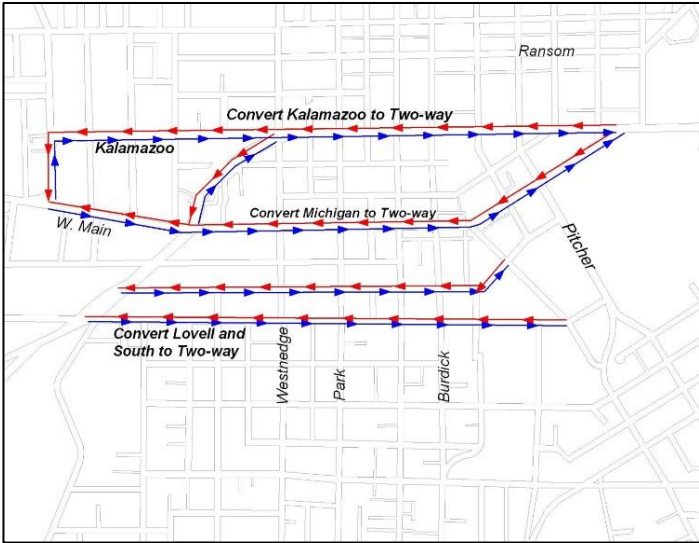 Ransom
Convert Kalamazoo to Two-way
Kalamazoo
Convert Michigan to Two-way
W. Main
Pitcher
Convert Lovell and
South to Two-way
Westnedge
Park
Burdick